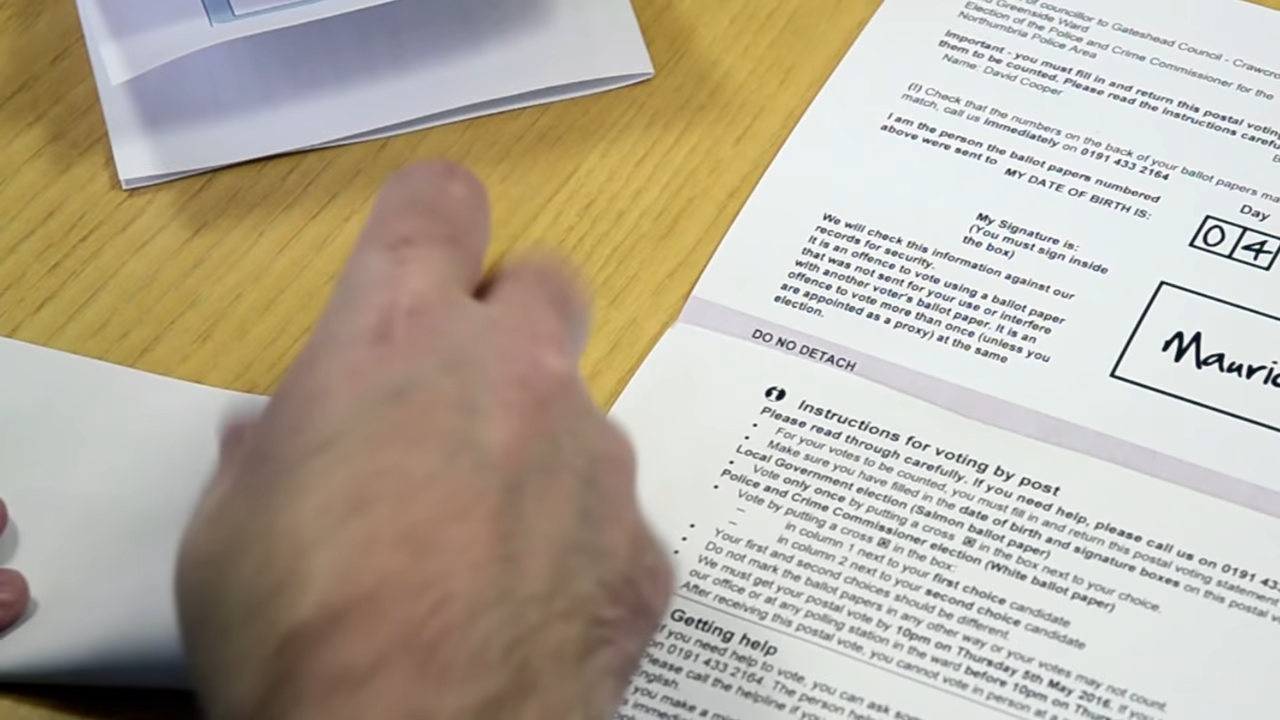 of councillor to Gateshead Council - Crawcro
Greenside Ward
Election of the Police and Crime Commissioner for the
Northumbria Police Area
Important - you must fill in and return this postal voting
them to be counted. Please read the instructions carefu
Name: David Cooper
(i) Check that the numbers on the back of your ballot papers ma
match, call us immediately on 0191 433 2164
I am the person the ballot papers numbered
above were sent to
MY DATE OF BIRTH IS:
Day
04
My Signature is:
(You must sign inside
the box)
Mauric
We will check this information against our
records for security.
It is an offence to vote using a ballot paper
that was not sent for your use or interfere
with another voter's ballot paper. It is an
offence to vote more than once (unless you
are appointed as a proxy) at the same
election.
DO NO DETACH
Instructions for voting by post
Please read through carefully. If you need help, please call us on 0191 43
• For your votes to be counted, you must fill in and return this postal voting statement
• Make sure you have filled in the date of birth and signature boxes on this postal v
Local Government election (Salmon ballot paper)
• Vote only once by putting a cross ☒ in the box next to your choice.
Police and Crime Commissioner election (White ballot paper)
• Vote by putting a cross ☒ in the box:
– in column 1 next to your first choice candidate
– in column 2 next to your second choice candidate
• Your first and second choices should be different.
• Do not mark the ballot papers in any other way or your votes may not count.
• We must get your postal vote by 10pm on Thursday 5th May 2016. If you
our office or at any polling station in the ward before 10pm on Thurs
After receiving this postal vote, you cannot vote in person at a
Getting help
f you need help to vote, you can ask som
on 0191 433 2164. The person help
Please call the helpline if you
nglish.
you make a m
immedi